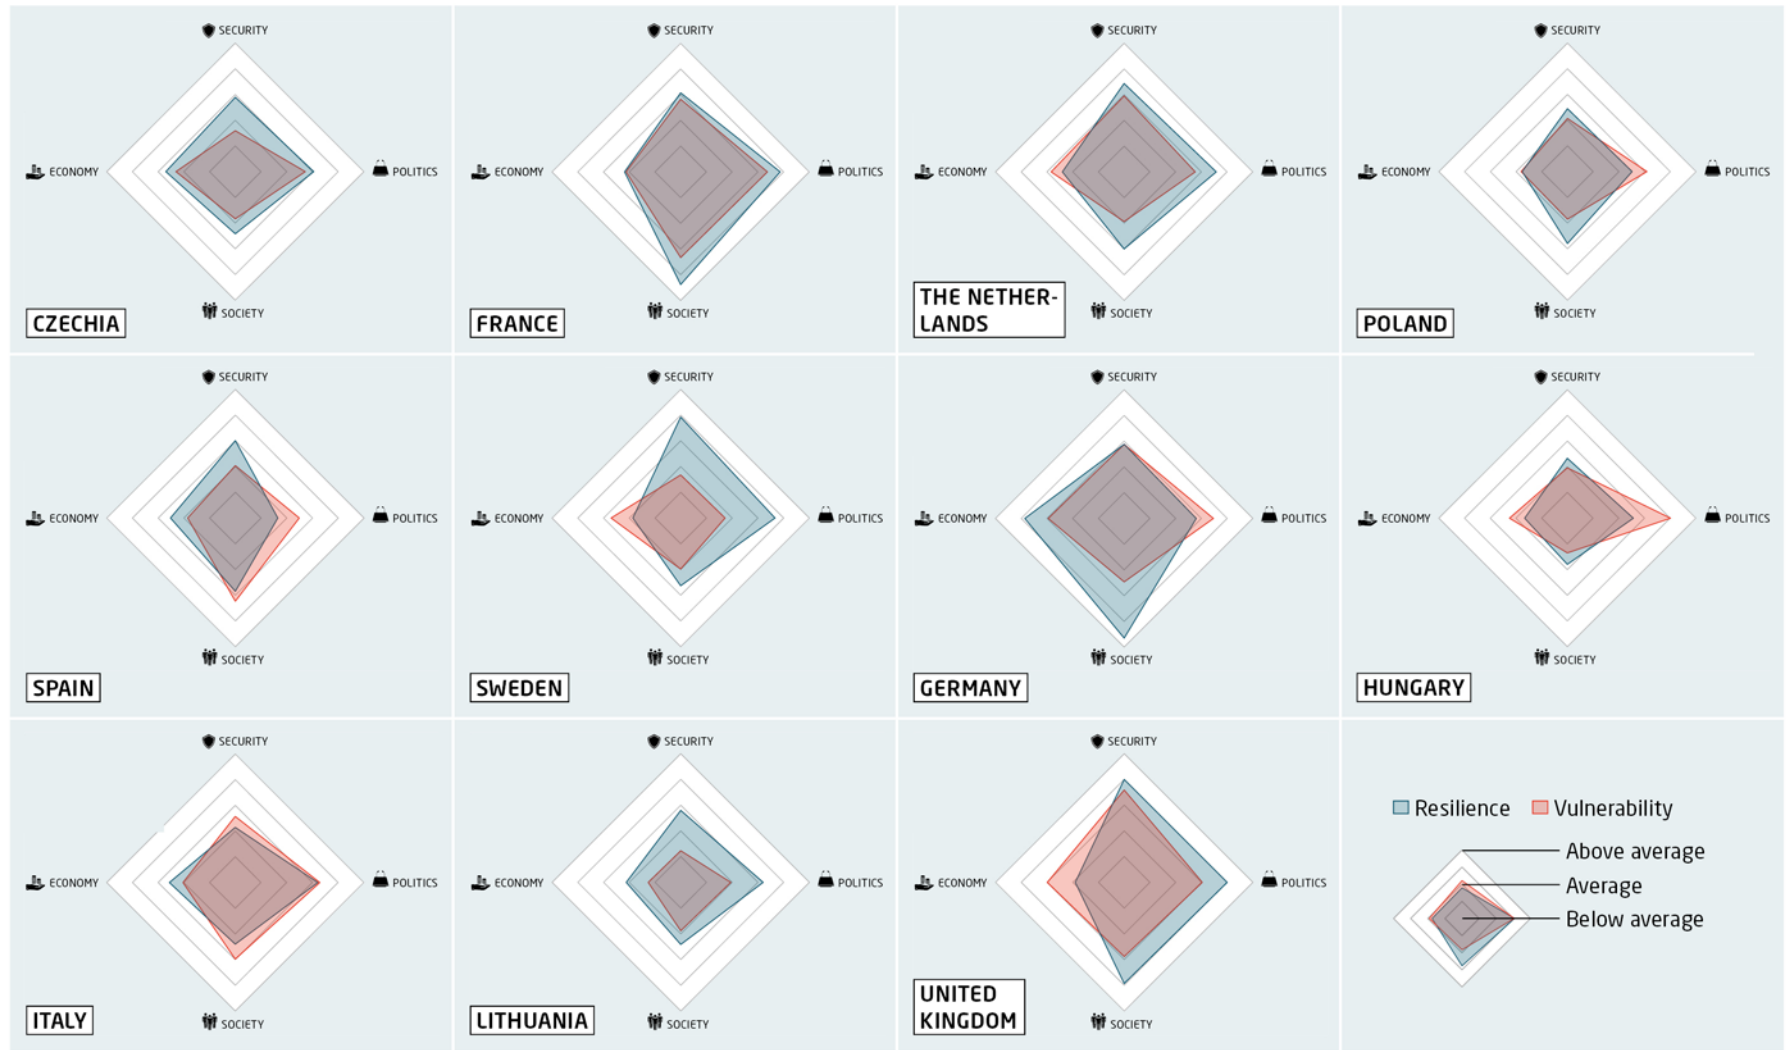 SECURITY
ECONOMY
POLITICS
SOCIETY
CZECHIA
SECURITY
ECONOMY
POLITICS
SOCIETY
FRANCE
SECURITY
ECONOMY
POLITICS
SOCIETY
THE NETHER-
LANDS
SECURITY
ECONOMY
POLITICS
SOCIETY
POLAND
SECURITY
ECONOMY
POLITICS
SOCIETY
SPAIN
SECURITY
ECONOMY
POLITICS
SOCIETY
SWEDEN
SECURITY
ECONOMY
POLITICS
SOCIETY
GERMANY
SECURITY
ECONOMY
POLITICS
SOCIETY
HUNGARY
SECURITY
ECONOMY
POLITICS
SOCIETY
ITALY
SECURITY
ECONOMY
POLITICS
SOCIETY
LITHUANIA
SECURITY
ECONOMY
POLITICS
SOCIETY
UNITED
KINGDOM
Resilience Vulnerability
Above average
Average
Below average